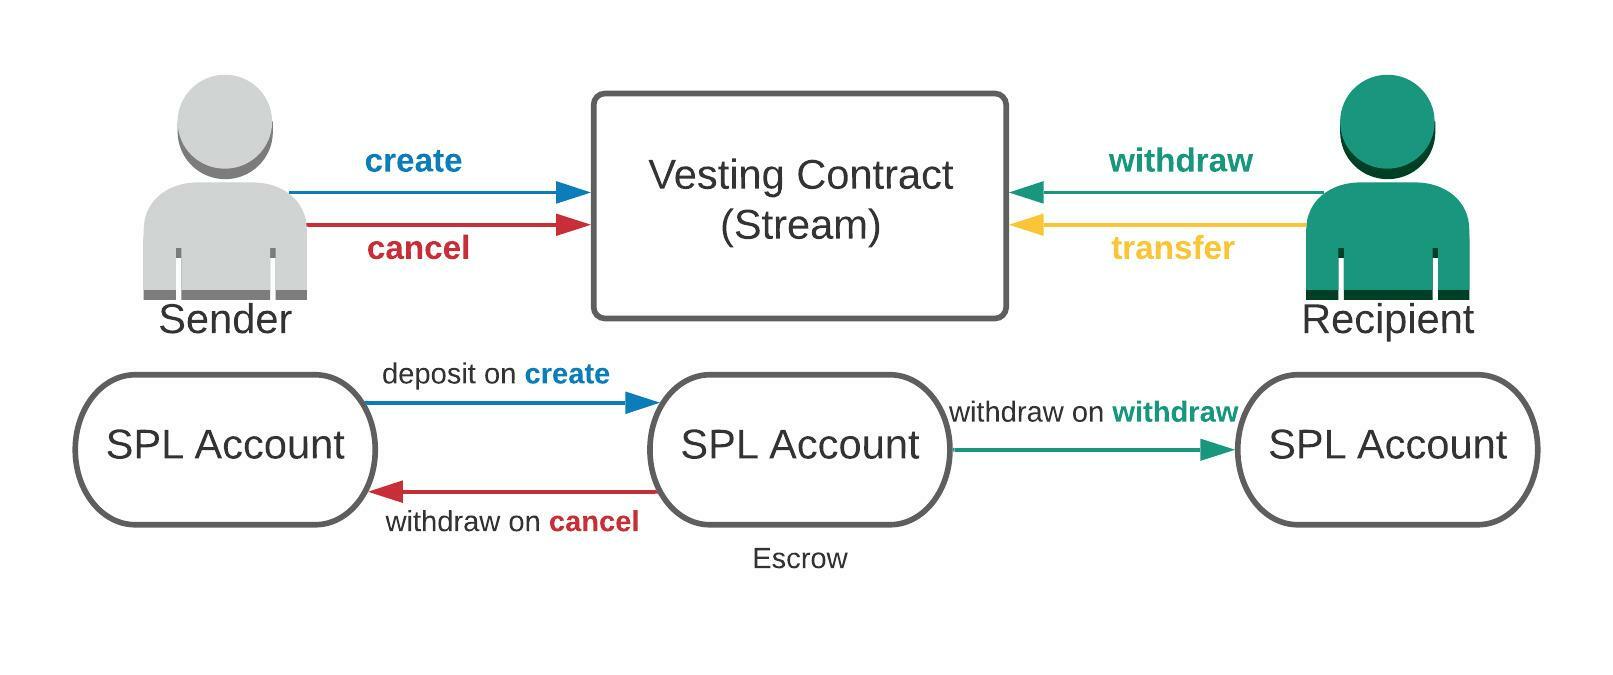 create
withdraw
Vesting Contract
(Stream)
cancel
transfer
Sender
Recipient
deposit on create
withdraw on withdraw
SPL Account
SPL Account
SPL Account
withdraw on cancel
Escrow